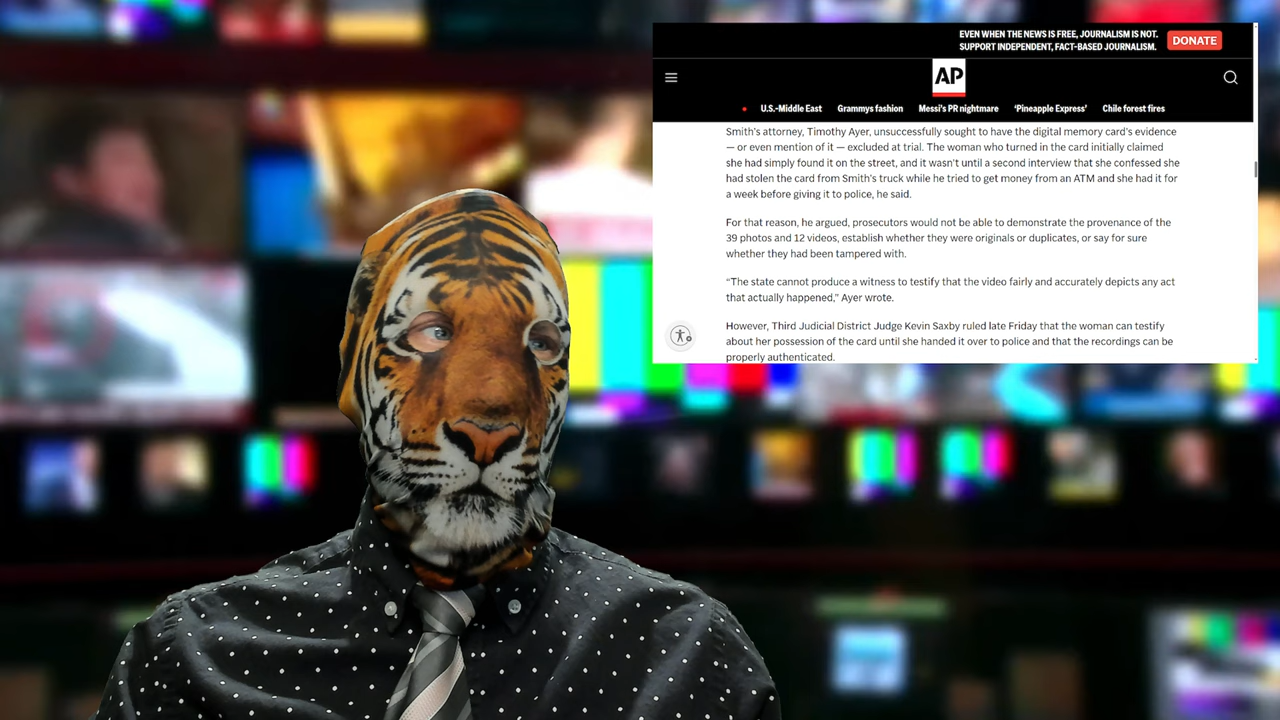 EVEN WHEN THE NEWS IS FREE, JOURNALISM IS NOT.
SUPPORT INDEPENDENT, FACT-BASED JOURNALISM.
DONATE
AP
U.S.-Middle East Grammys fashion Messi's PR nightmare 'Pineapple Express' Chile forest fires
Smith's attorney, Timothy Ayer, unsuccessfully sought to have the digital memory card's evidence
— or even mention of it — excluded at trial. The woman who turned in the card initially claimed
she had simply found it on the street, and it wasn't until a second interview that she confessed she
had stolen the card from Smith's truck while he tried to get money from an ATM and she had it for
a week before giving it to police, he said.
For that reason, he argued, prosecutors would not be able to demonstrate the provenance of the
39 photos and 12 videos, establish whether they were originals or duplicates, or say for sure
whether they had been tampered with.
“The state cannot produce a witness to testify that the video fairly and accurately depicts any act
that actually happened,” Ayer wrote.
However, Third Judicial District Judge Kevin Saxby ruled late Friday that the woman can testify
about her possession of the card until she handed it over to police and that the recordings can be
properly authenticated.